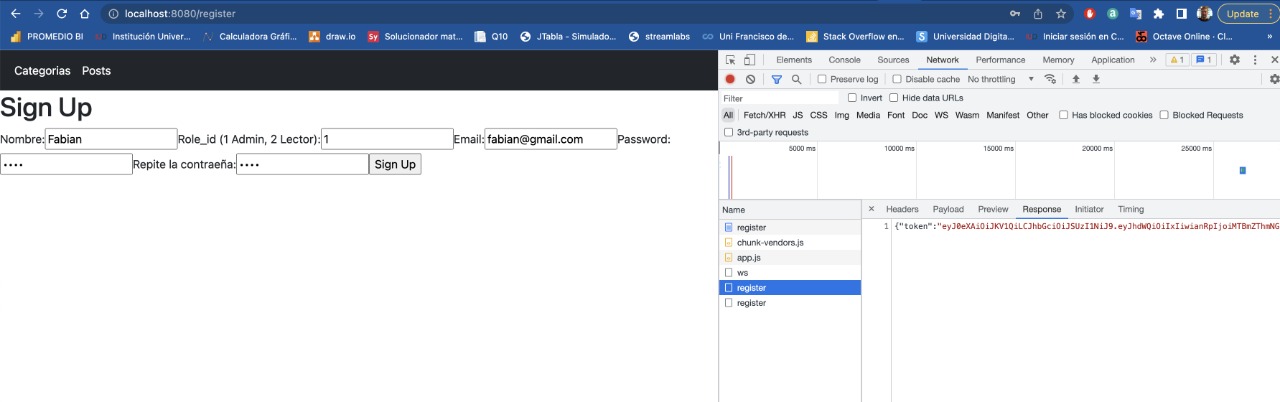 localhost:8080/register
Update
PROMEDIO BI
Institución Univer...
Calculadora Gráfi...
draw.io
Sy
Solucionador mat...
Q10
JTabla - Simulado...
streamlabs
Uni Francisco de...
Stack Overflow en...
Universidad Digita...
Iniciar sesión en C...
Octave Online · Cl...
»
Categorias Posts
Sign Up
Nombre: Fabian Role_id (1 Admin, 2 Lector): 1 Email: fabian@gmail.com Password:
•••• Repite la contraeña: •••• Sign Up
Elements Console Sources Network Performance Memory Application » 1 1
Preserve log Disable cache No throttling
Filter Invert Hide data URLs
All Fetch/XHR JS CSS Img Media Font Doc WS Wasm Manifest Other Has blocked cookies Blocked Requests
3rd-party requests
5000 ms 10000 ms 15000 ms 20000 ms 25000 ms
Name
register
chunk-vendors.js
app.js
ws
register
register
Headers Payload Preview Response Initiator Timing
1 {"token":"eyJ0eXAiOiJKV1QiLCJhbGciOiJSUzI1NiJ9.eyJhdWQiOiIxIiwianRpIjoiMTBmZThmNG